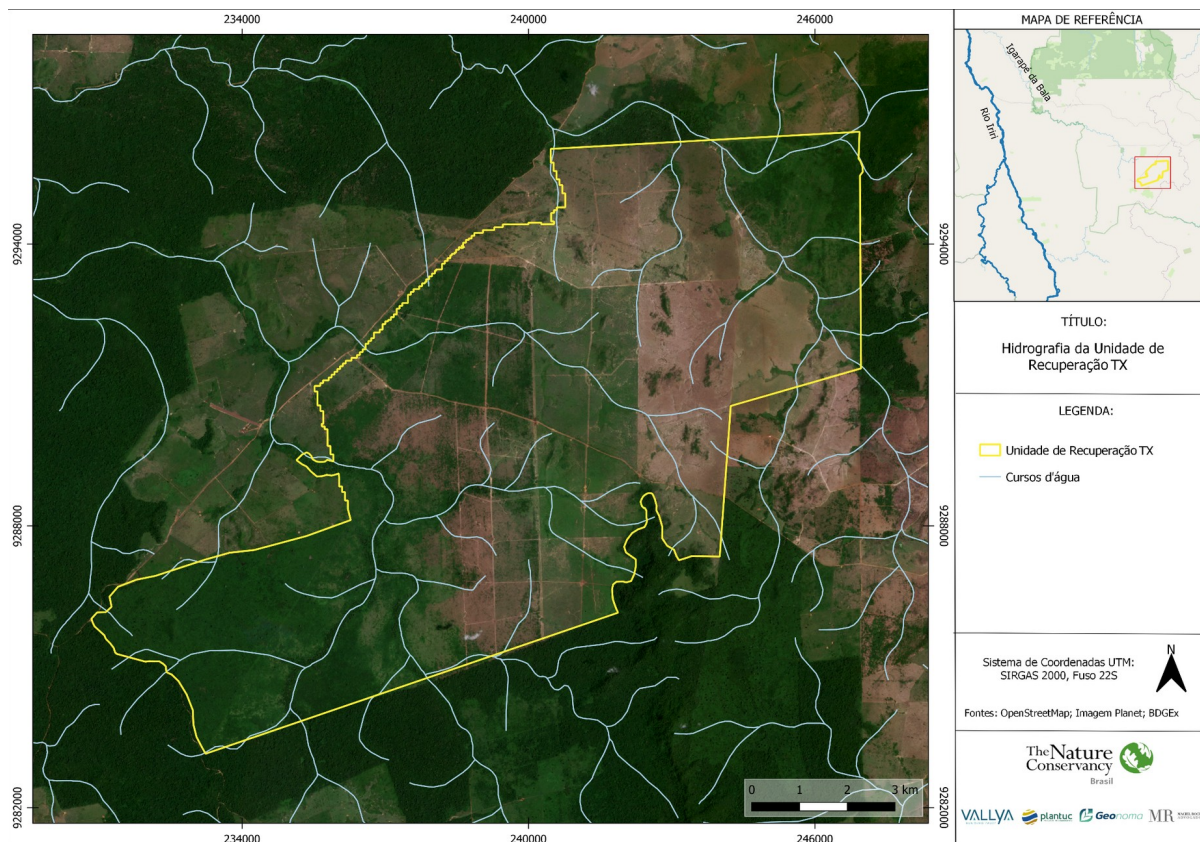 234000
240000
246000
9294000
9288000
9282000
9294000
9288000
9282000
0
1
2
3 km
234000
240000
246000
MAPA DE REFERÊNCIA
Igarapé da Bala
Rio Iriri
TÍTULO:
Hidrografia da Unidade de
Recuperação TX
LEGENDA:
Unidade de Recuperação TX
Cursos d'água
Sistema de Coordenadas UTM:
SIRGAS 2000, Fuso 22S
N
Fontes: OpenStreetMap; Imagem Planet; BDGEx
The Nature
Conservancy
Brasil
VALLYA
plantuc
Geonoma
MR